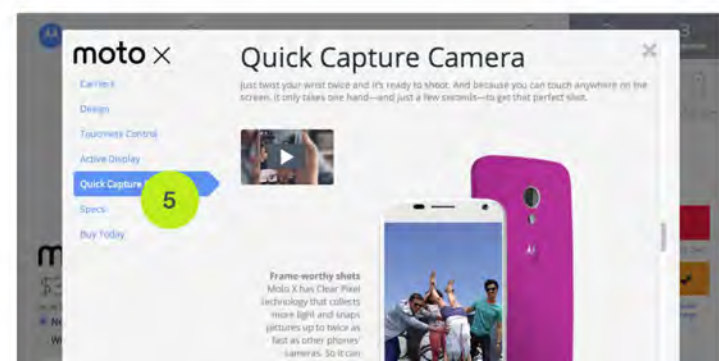 moto x
Quick Capture Camera
Just twist your wrist twice and it's ready to shoot. And because you can touch anywhere on the
screen, it only takes one hand—and just a few seconds—to get that perfect shot.
Carriers
Design
Touchless Control
Active Display
Quick Capture
5
Specs
Buy Today
Frame-worthy shots
Moto X has Clear Pixel
technology that collects
more light and snaps
pictures up to twice as
fast as other phones'
cameras. So it can